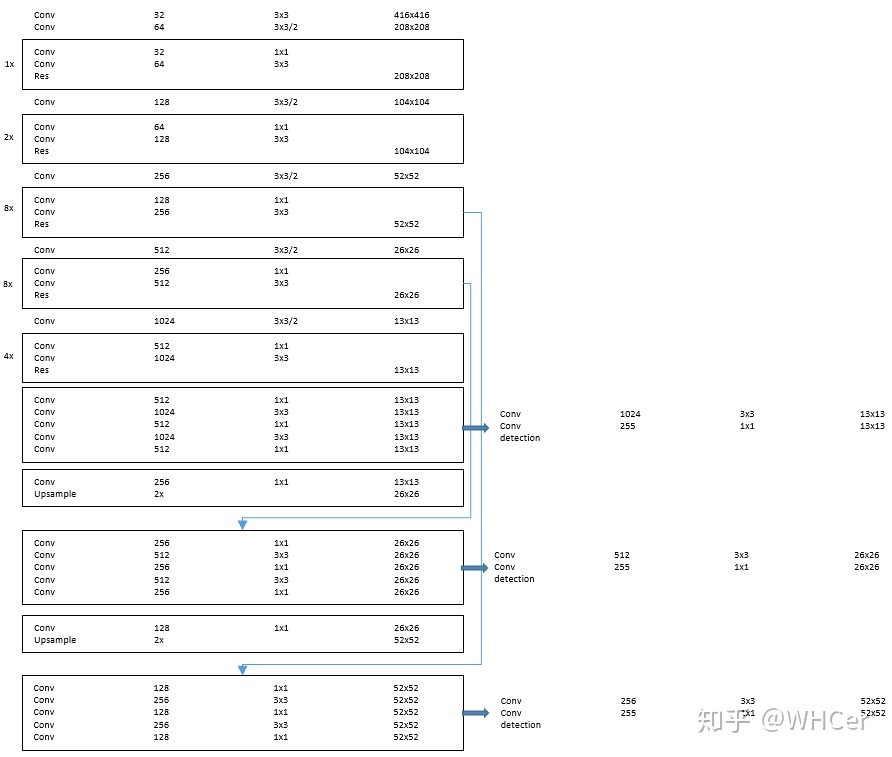 Conv 32 3x3 416x416
Conv 64 3x3/2 208x208
1x
Conv 32 1x1
Conv 64 3x3
Res 208x208
Conv 128 3x3/2 104x104
2x
Conv 64 1x1
Conv 128 3x3
Res 104x104
Conv 256 3x3/2 52x52
8x
Conv 128 1x1
Conv 256 3x3
Res 52x52
Conv 512 3x3/2 26x26
8x
Conv 256 1x1
Conv 512 3x3
Res 26x26
Conv 1024 3x3/2 13x13
4x
Conv 512 1x1
Conv 1024 3x3
Res 13x13
Conv 512 1x1 13x13
Conv 1024 3x3 13x13
Conv 512 1x1 13x13
Conv 1024 3x3 13x13
Conv 512 1x1 13x13
Conv 1024 3x3 13x13
Conv 255 1x1 13x13
detection
Conv 256 1x1 13x13
Upsample 2x 26x26
Conv 256 1x1 26x26
Conv 512 3x3 26x26
Conv 256 1x1 26x26
Conv 512 3x3 26x26
Conv 256 1x1 26x26
Conv 512 3x3 26x26
Conv 255 1x1 26x26
detection
Conv 128 1x1 26x26
Upsample 2x 52x52
Conv 128 1x1 52x52
Conv 256 3x3 52x52
Conv 128 1x1 52x52
Conv 256 3x3 52x52
Conv 128 1x1 52x52
Conv 256 3x3 52x52
Conv 255 1x1 52x52
detection
知乎 @WHCer